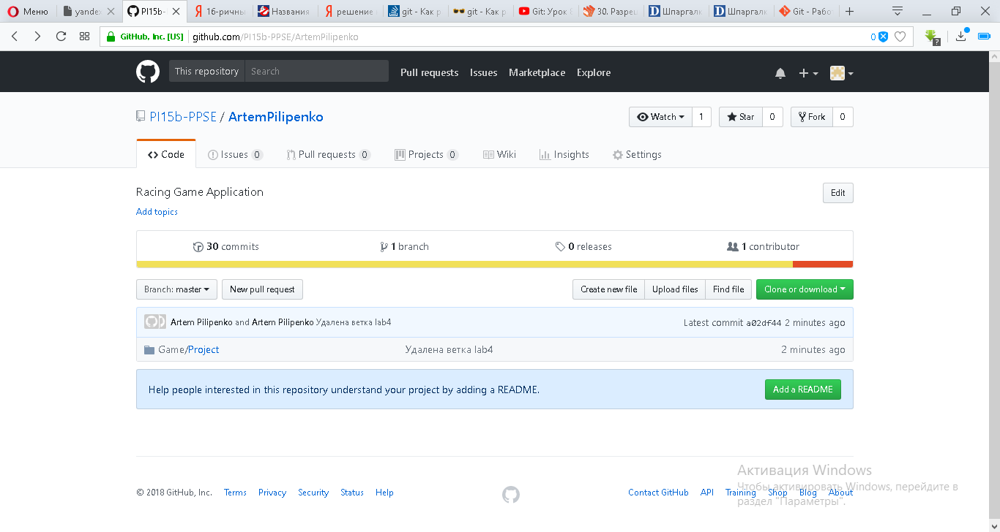 Меню yandex PI15b-P 16-ричны Названия решение git - Как р git - Как р Git: Урок 30. Разреш Шпаргалк Шпаргалк Git - Рабо
GitHub, Inc. [US] github.com/PI15b-PPSE/ArtemPilipenko 0
This repository Search Pull requests Issues Marketplace Explore
PI15b-PPSE / ArtemPilipenko Watch 1 Star 0 Fork 0
Code Issues 0 Pull requests 0 Projects 0 Wiki Insights Settings
Racing Game Application Edit
Add topics
30 commits 1 branch 0 releases 1 contributor
Branch: master New pull request Create new file Upload files Find file Clone or download
Artem Pilipenko and Artem Pilipenko Удалена ветка lab4 Latest commit a02df44 2 minutes ago
Game/Project Удалена ветка lab4 2 minutes ago
Help people interested in this repository understand your project by adding a README. Add a README
Активация Windows
Чтобы активировать Windows, перейдите в
раздел "Параметры".
© 2018 GitHub, Inc. Terms Privacy Security Status Help Contact GitHub API Training Shop Blog About